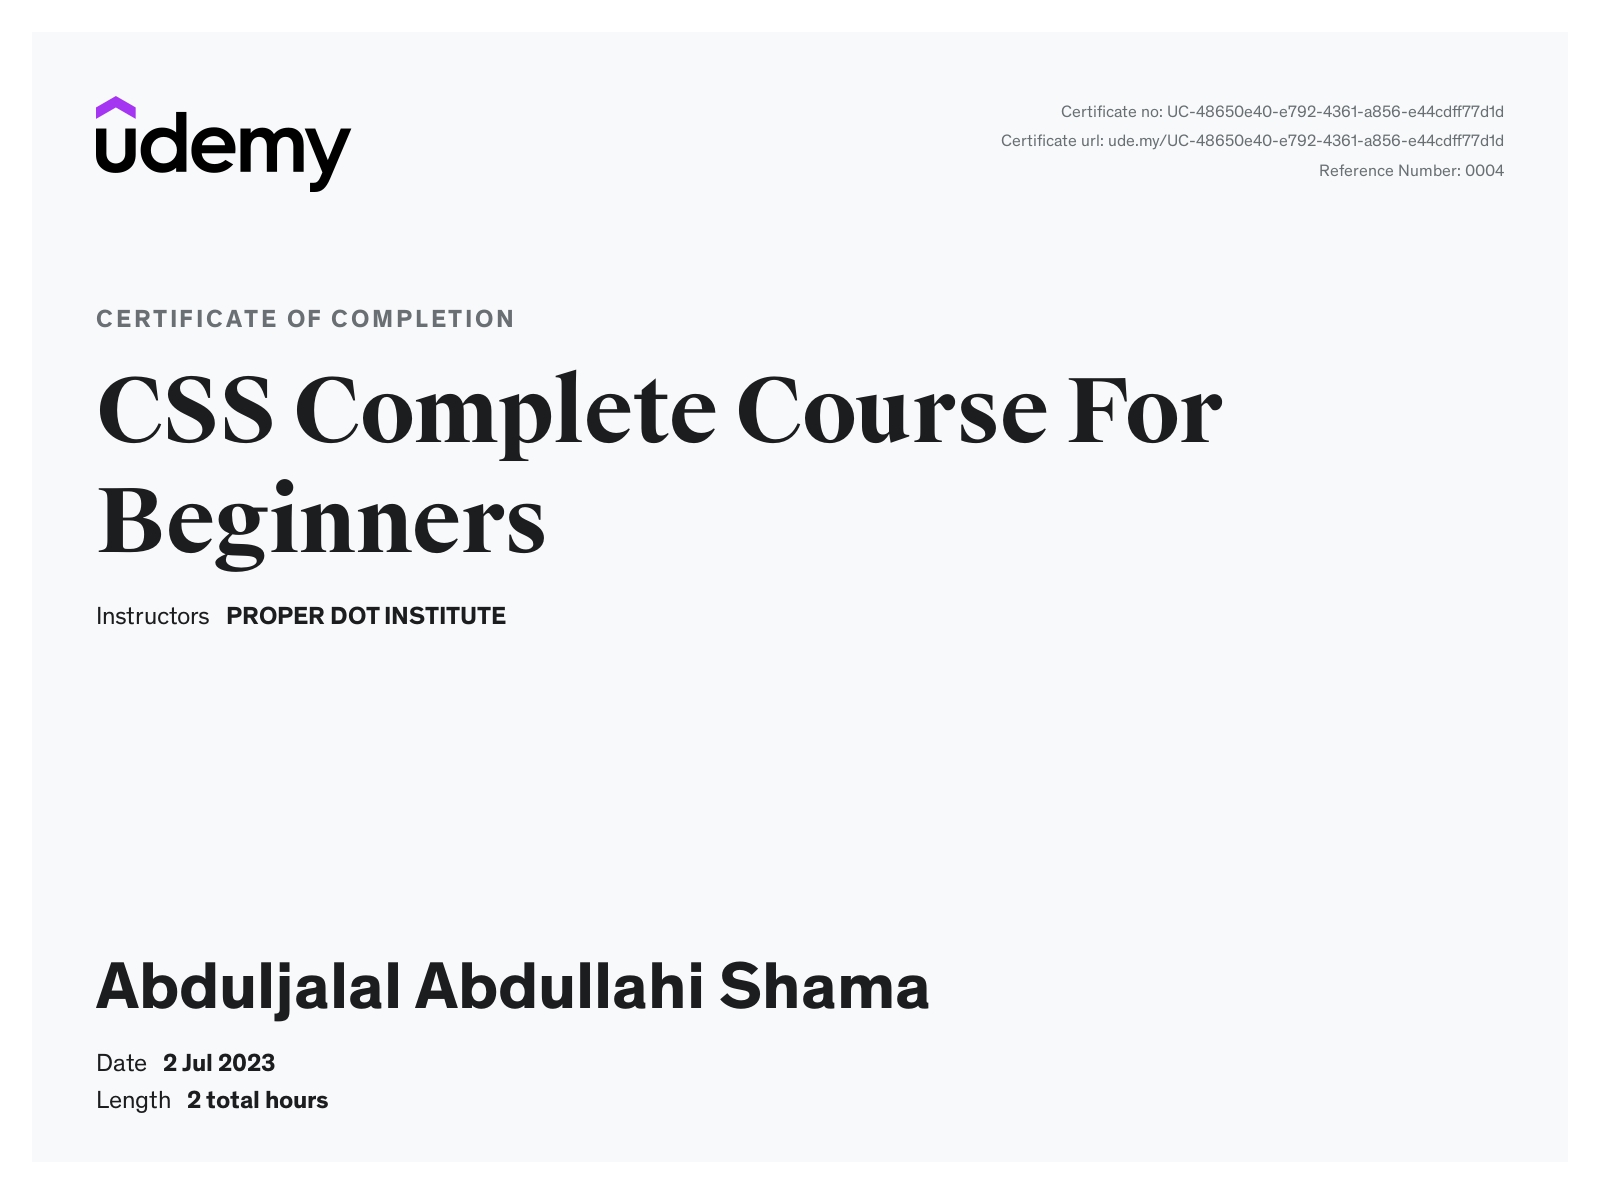 udemy
Certificate no: UC-48650e40-e792-4361-a856-e44cdff77d1d
Certificate url: ude.my/UC-48650e40-e792-4361-a856-e44cdff77d1d
Reference Number: 0004
CERTIFICATE OF COMPLETION
CSS Complete Course For
Beginners
Instructors PROPER DOT INSTITUTE
Abduljalal Abdullahi Shama
Date 2 Jul 2023
Length 2 total hours